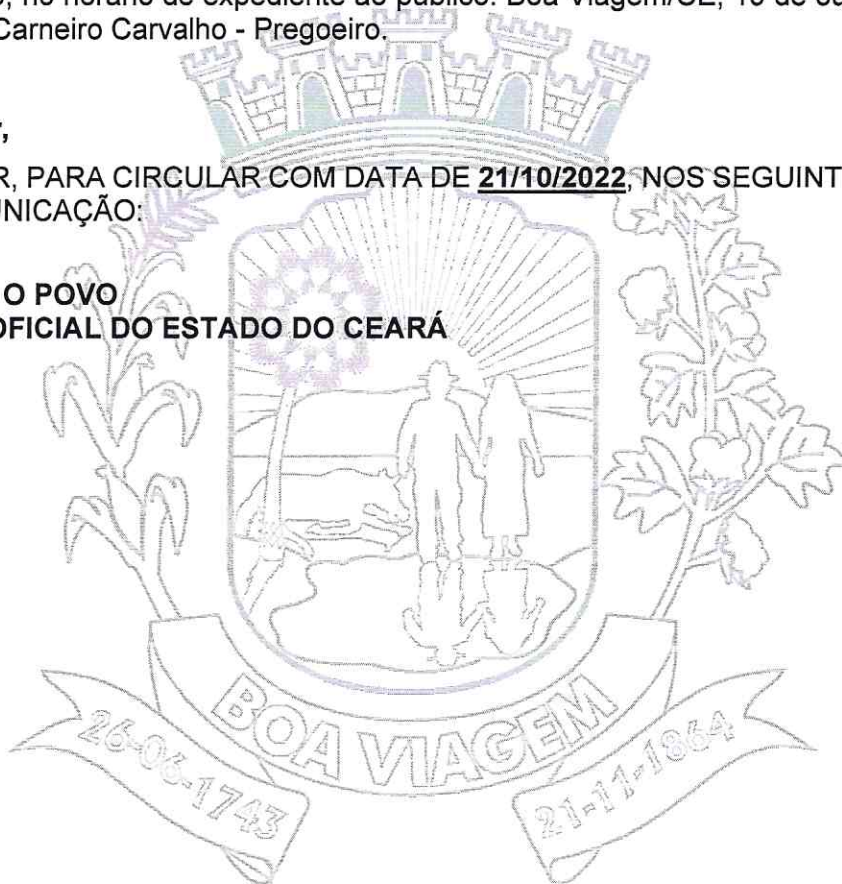 no horário de expediente ao público. Boa Viagem/CE, 1
Carneiro Carvalho - Pregoeiro.
R, PARA CIRCULAR COM DATA DE 21/10/2022, NOS SEGUINT
UNICAÇÃO:
O POVO
OFICIAL DO ESTADO DO CEARÁ
BOA VIAGEM
26-06-1743
21-11-1864